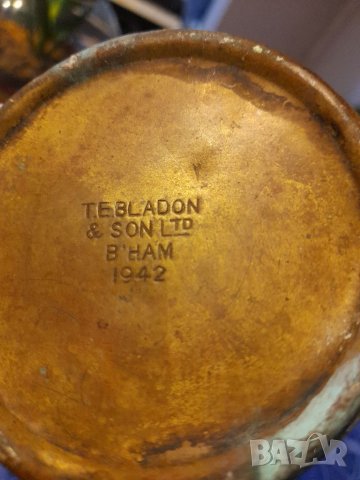 T.E.BLADON
& SON LTD
B'HAM
1942
BAZAR